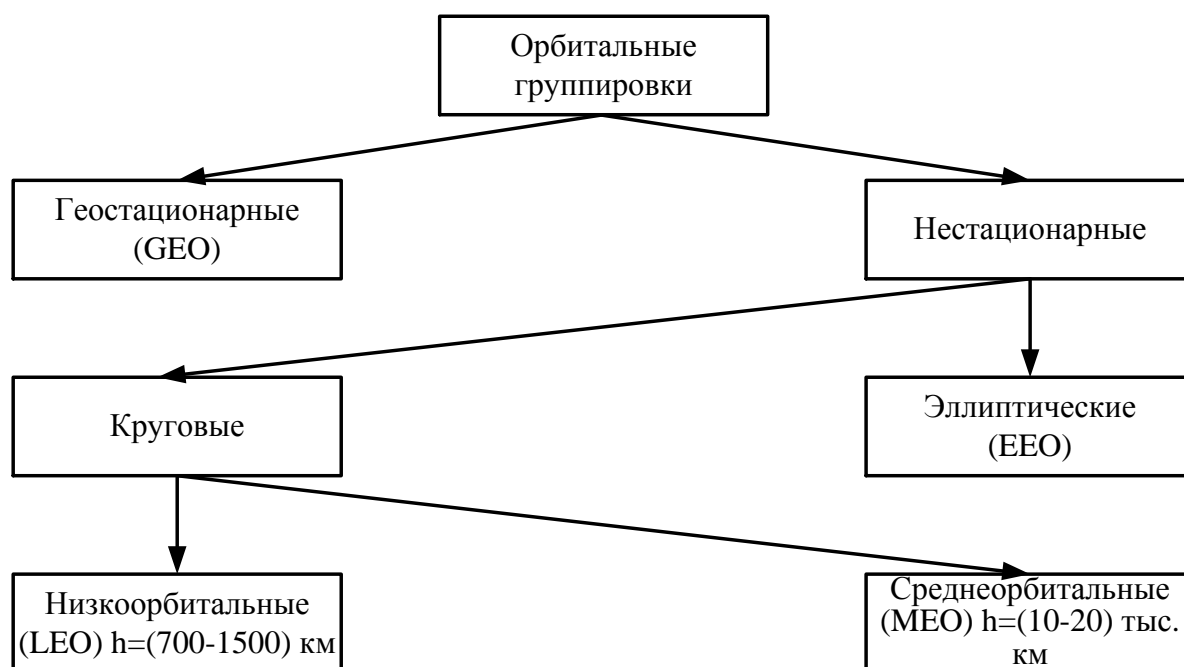 Орбитальные
группировки
Геостационарные
(GEO)
Нестационарные
Круговые
Эллиптические
(EEO)
Низкоорбитальные
(LEO) h=(700-1500) км
Среднеорбитальные
(MEO) h=(10-20) тыс.
км